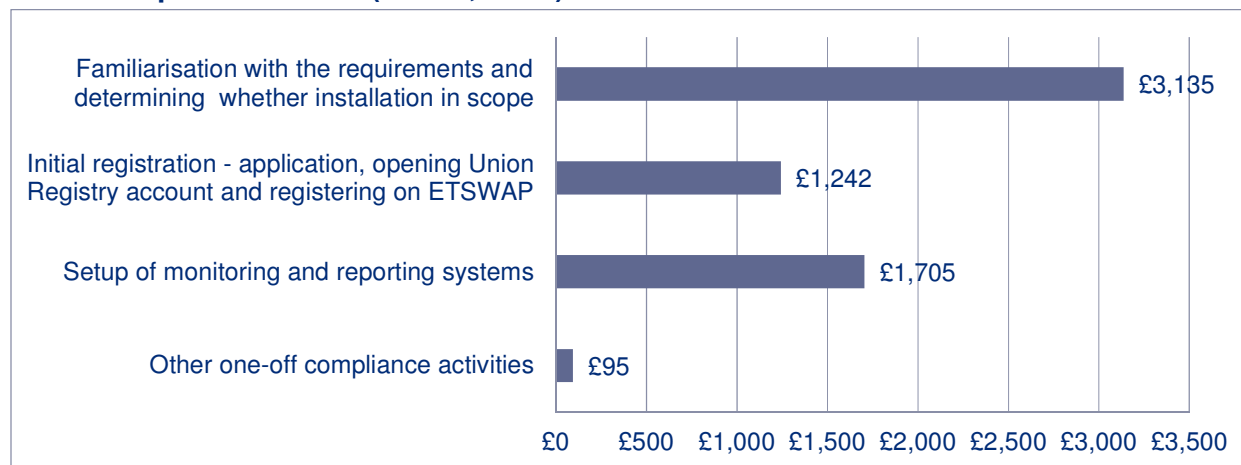 Familiarisation with the requirements and
determining whether installation in scope
£3,135
Initial registration - application, opening Union
Registry account and registering on ETSWAP
£1,242
Setup of monitoring and reporting systems
£1,705
Other one-off compliance activities
£95
£0 £500 £1,000 £1,500 £2,000 £2,500 £3,000 £3,500